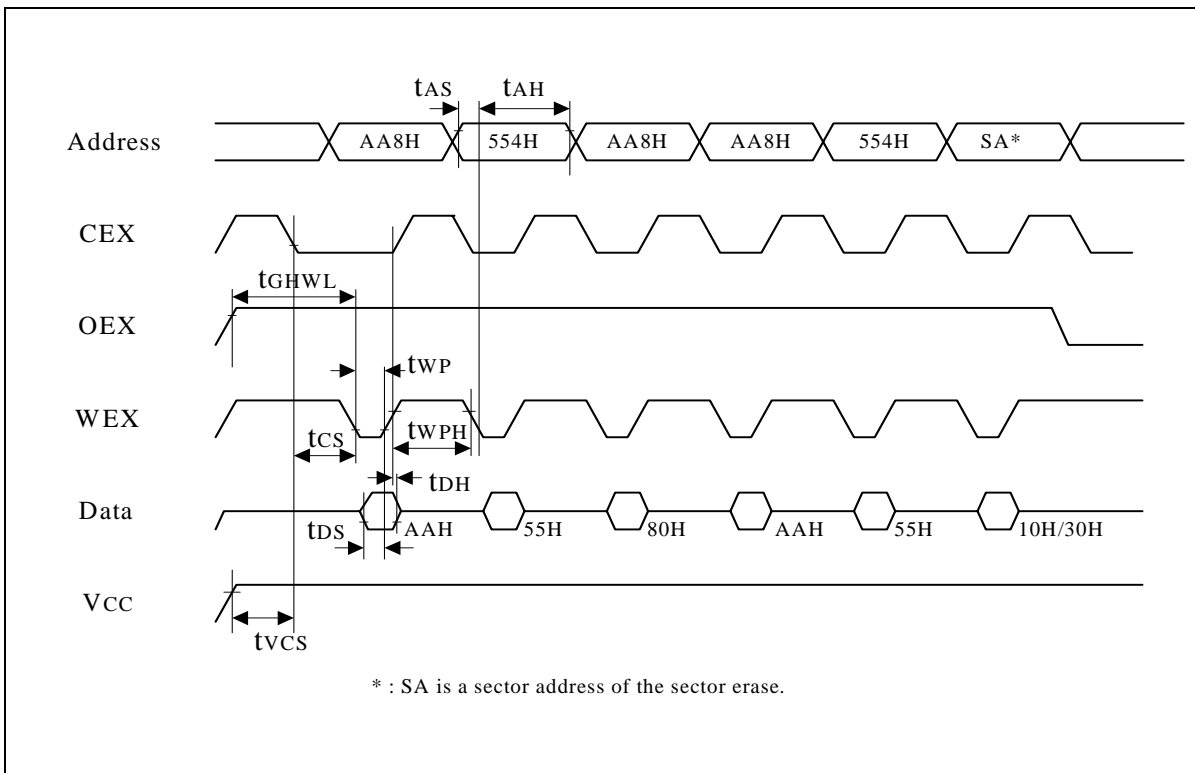 tAS tAH
Address AA8H 554H AA8H AA8H 554H SA*
CEX
tGHWL
OEX
tWP
WEX
tCS tWPH
tDH
Data
tDS AAH 55H 80H AAH 55H 10H/30H
VCC
tVCS
* : SA is a sector address of the sector erase.